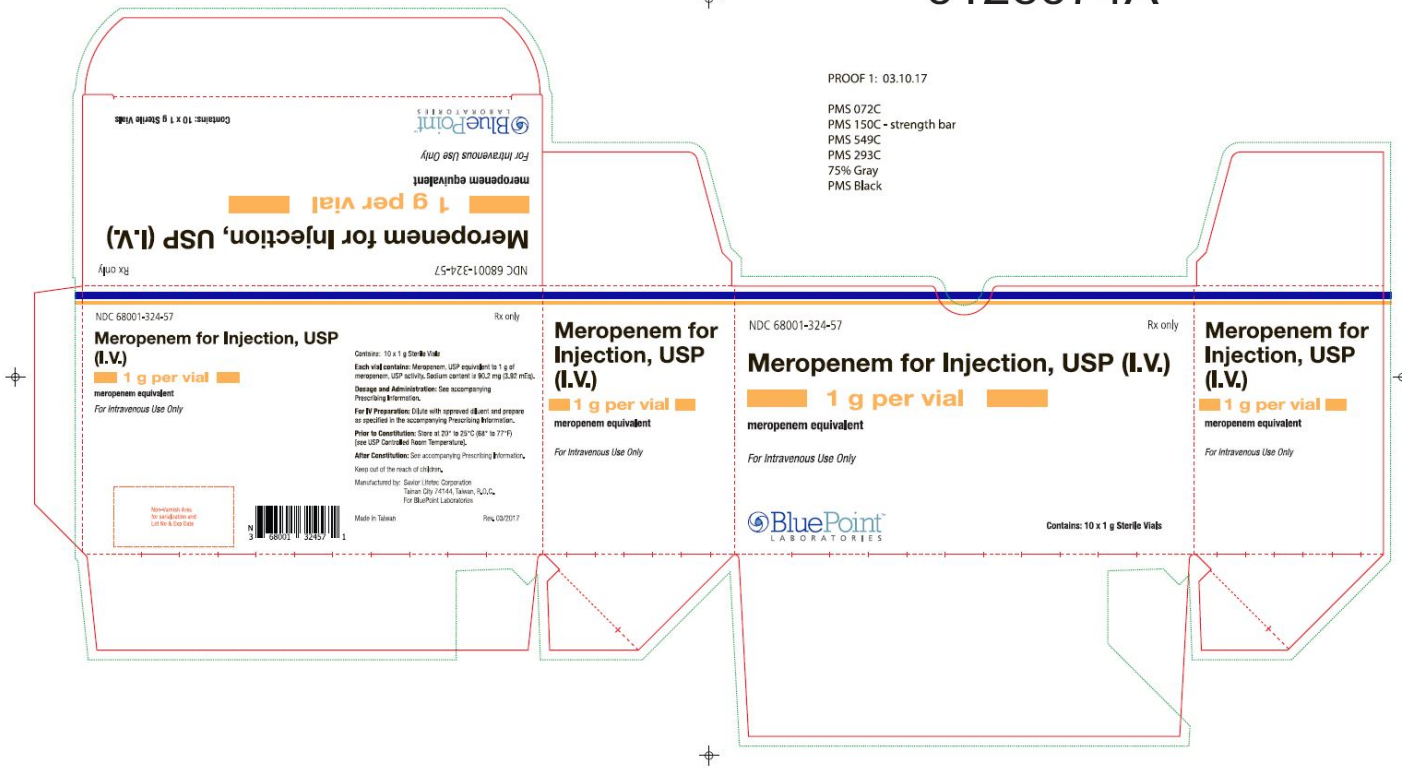 PROOF 1: 03.10.17
PMS 072C
PMS 150C - strength bar
PMS 549C
PMS 293C
75% Gray
PMS Black
NDC 68001-324-57 Rx only
Meropenem for Injection, USP (I.V.)
1 g per vial
meropenem equivalent
For Intravenous Use Only
BluePoint™
LABORATORIES
Contains: 10 x 1 g Sterile Vials
NDC 68001-324-57 Rx only
Meropenem for Injection, USP
(I.V.)
1 g per vial
meropenem equivalent
For Intravenous Use Only
Contains: 10 x 1 g Sterile Vials
Each vial contains: Meropenem, USP equivalent to 1 g of
meropenem, USP activity. Sodium content is 90.2 mg (3.92 mEq).
Dosage and Administration: See accompanying
Prescribing Information.
For IV Preparation: Dilute with approved diluent and prepare
as specified in the accompanying Prescribing Information.
Prior to Constitution: Store at 20° to 25°C (68° to 77°F)
[see USP Controlled Room Temperature].
After Constitution: See accompanying Prescribing Information.
Keep out of the reach of children.
Manufactured by: Savior Lifetec Corporation
Tainan City 74144, Taiwan, R.O.C.
For BluePoint Laboratories
Made in Taiwan Rev. 03/2017
Non-Varnish Area
for serialization and
Lot No & Exp Date
N
3 68001 32457 1
Meropenem for
Injection, USP
(I.V.)
1 g per vial
meropenem equivalent
For Intravenous Use Only
NDC 68001-324-57 Rx only
Meropenem for Injection, USP (I.V.)
1 g per vial
meropenem equivalent
For Intravenous Use Only
BluePoint™
LABORATORIES
Contains: 10 x 1 g Sterile Vials
Meropenem for
Injection, USP
(I.V.)
1 g per vial
meropenem equivalent
For Intravenous Use Only